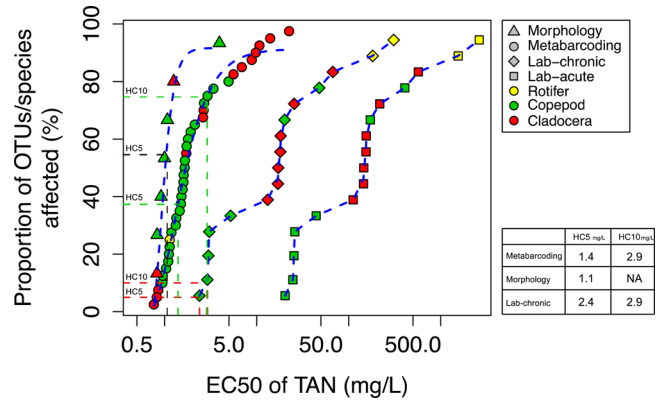 Proportion of OTUs/species
affected (%)
100
80
60
40
20
0
HC10
HC5
HC5
HC10
HC5
0.5
5.0
50.0
500.0
EC50 of TAN (mg/L)
Morphology
Metabarcoding
Lab-chronic
Lab-acute
Rotifer
Copepod
Cladocera
HC5 mg/L HC10 mg/L
Metabarcoding 1.4 2.9
Morphology 1.1 NA
Lab-chronic 2.4 2.9